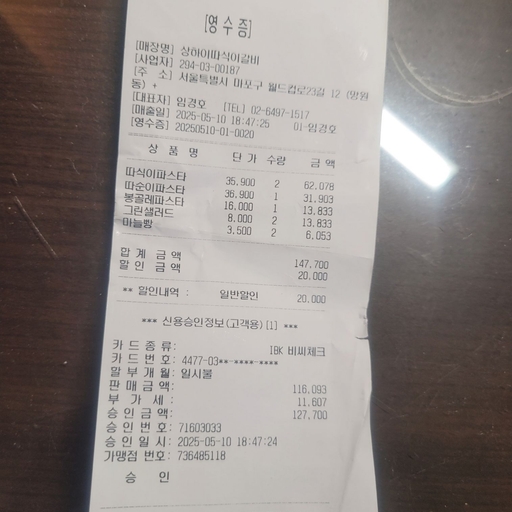 [영수증]
[매장명] 상하이따식이갈비
[사업자] 294-03-00187
[주 소] 서울특별시 마포구 월드컵로23길 12 (망원
동) +
[대표자] 임경호 [TEL] 02-6497-1517
[매출일] 2025-05-10 18:47:25 01-임경호
[영수증] 20250510-01-0020
상 품 명 단 가 수량 금 액
따식이파스타 35,900 2 62,078
따순이파스타 36,900 1 31,903
봉골레파스타 16,000 1 13,833
그린샐러드 8,000 2 13,833
마늘빵 3,500 2 6,053
합 계 금 액 147,700
할 인 금 액 20,000
** 할인내역 : 일반할인 20,000
*** 신용승인정보(고객용)[1] ***
카 드 종 류: IBK 비씨체크
카 드 번 호: 4477-03**-****-****
할 부 개 월: 일시불
판 매 금 액: 116,093
부 가 세 : 11,607
승 인 금 액: 127,700
승 인 번 호: 71603033
승 인 일 시: 2025-05-10 18:47:24
가맹점 번호: 736485118
승 인